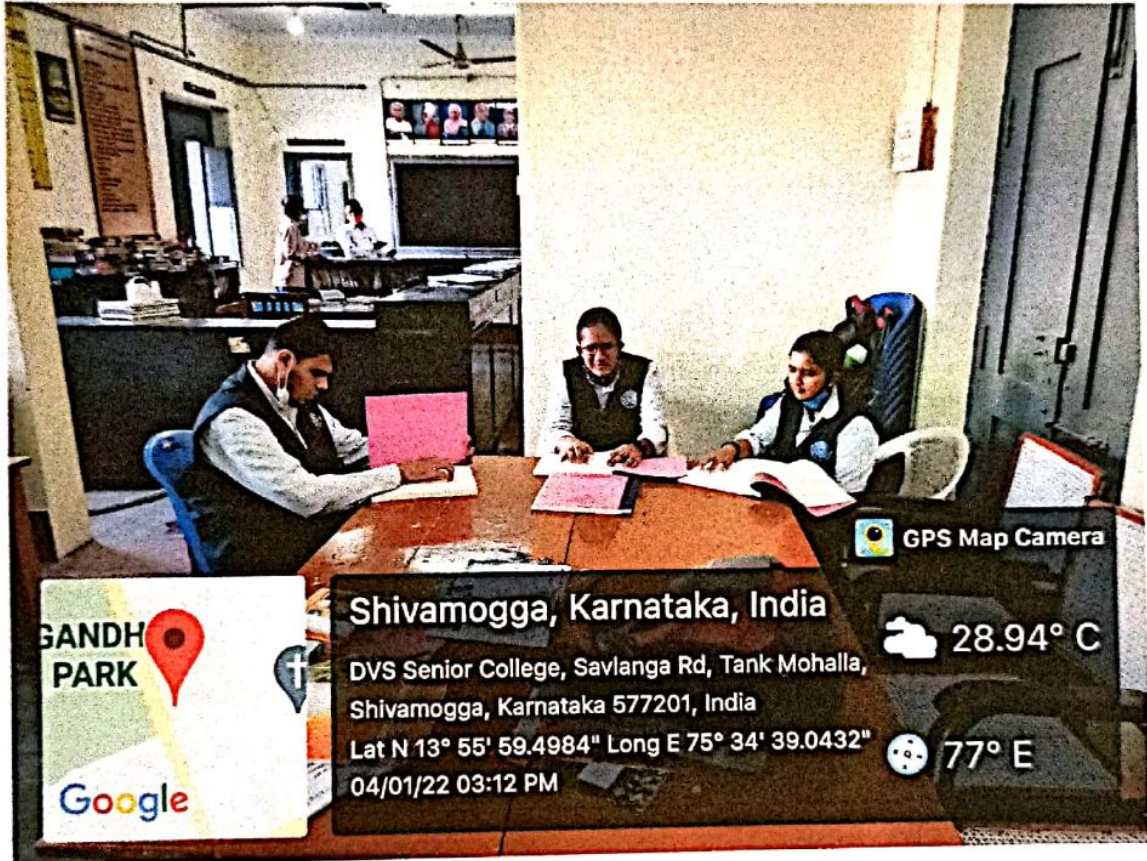 GPS Map Camera
GANDH
PARK
Google
Shivamogga, Karnataka, India
DVS Senior College, Savlanga Rd, Tank Mohalla,
Shivamogga, Karnataka 577201, India
Lat N 13° 55' 59.4984" Long E 75° 34' 39.0432"
04/01/22 03:12 PM
28.94° C
77° E